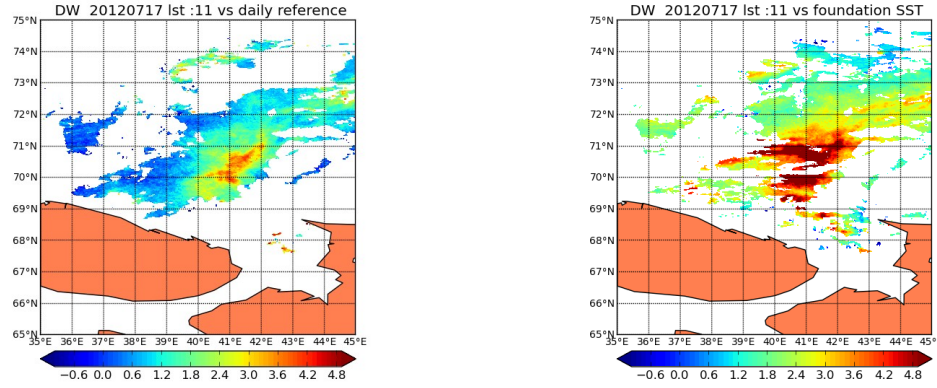 DW 20120717 lst :11 vs daily reference
75°N
74°N
73°N
72°N
71°N
70°N
69°N
68°N
67°N
66°N
65°N
35°E 36°E 37°E 38°E 39°E 40°E 41°E 42°E 43°E 44°E 45°E
−0.6 0.0 0.6 1.2 1.8 2.4 3.0 3.6 4.2 4.8
DW 20120717 lst :11 vs foundation SST
75°N
74°N
73°N
72°N
71°N
70°N
69°N
68°N
67°N
66°N
65°N
35°E 36°E 37°E 38°E 39°E 40°E 41°E 42°E 43°E 44°E 45°E
−0.6 0.0 0.6 1.2 1.8 2.4 3.0 3.6 4.2 4.8